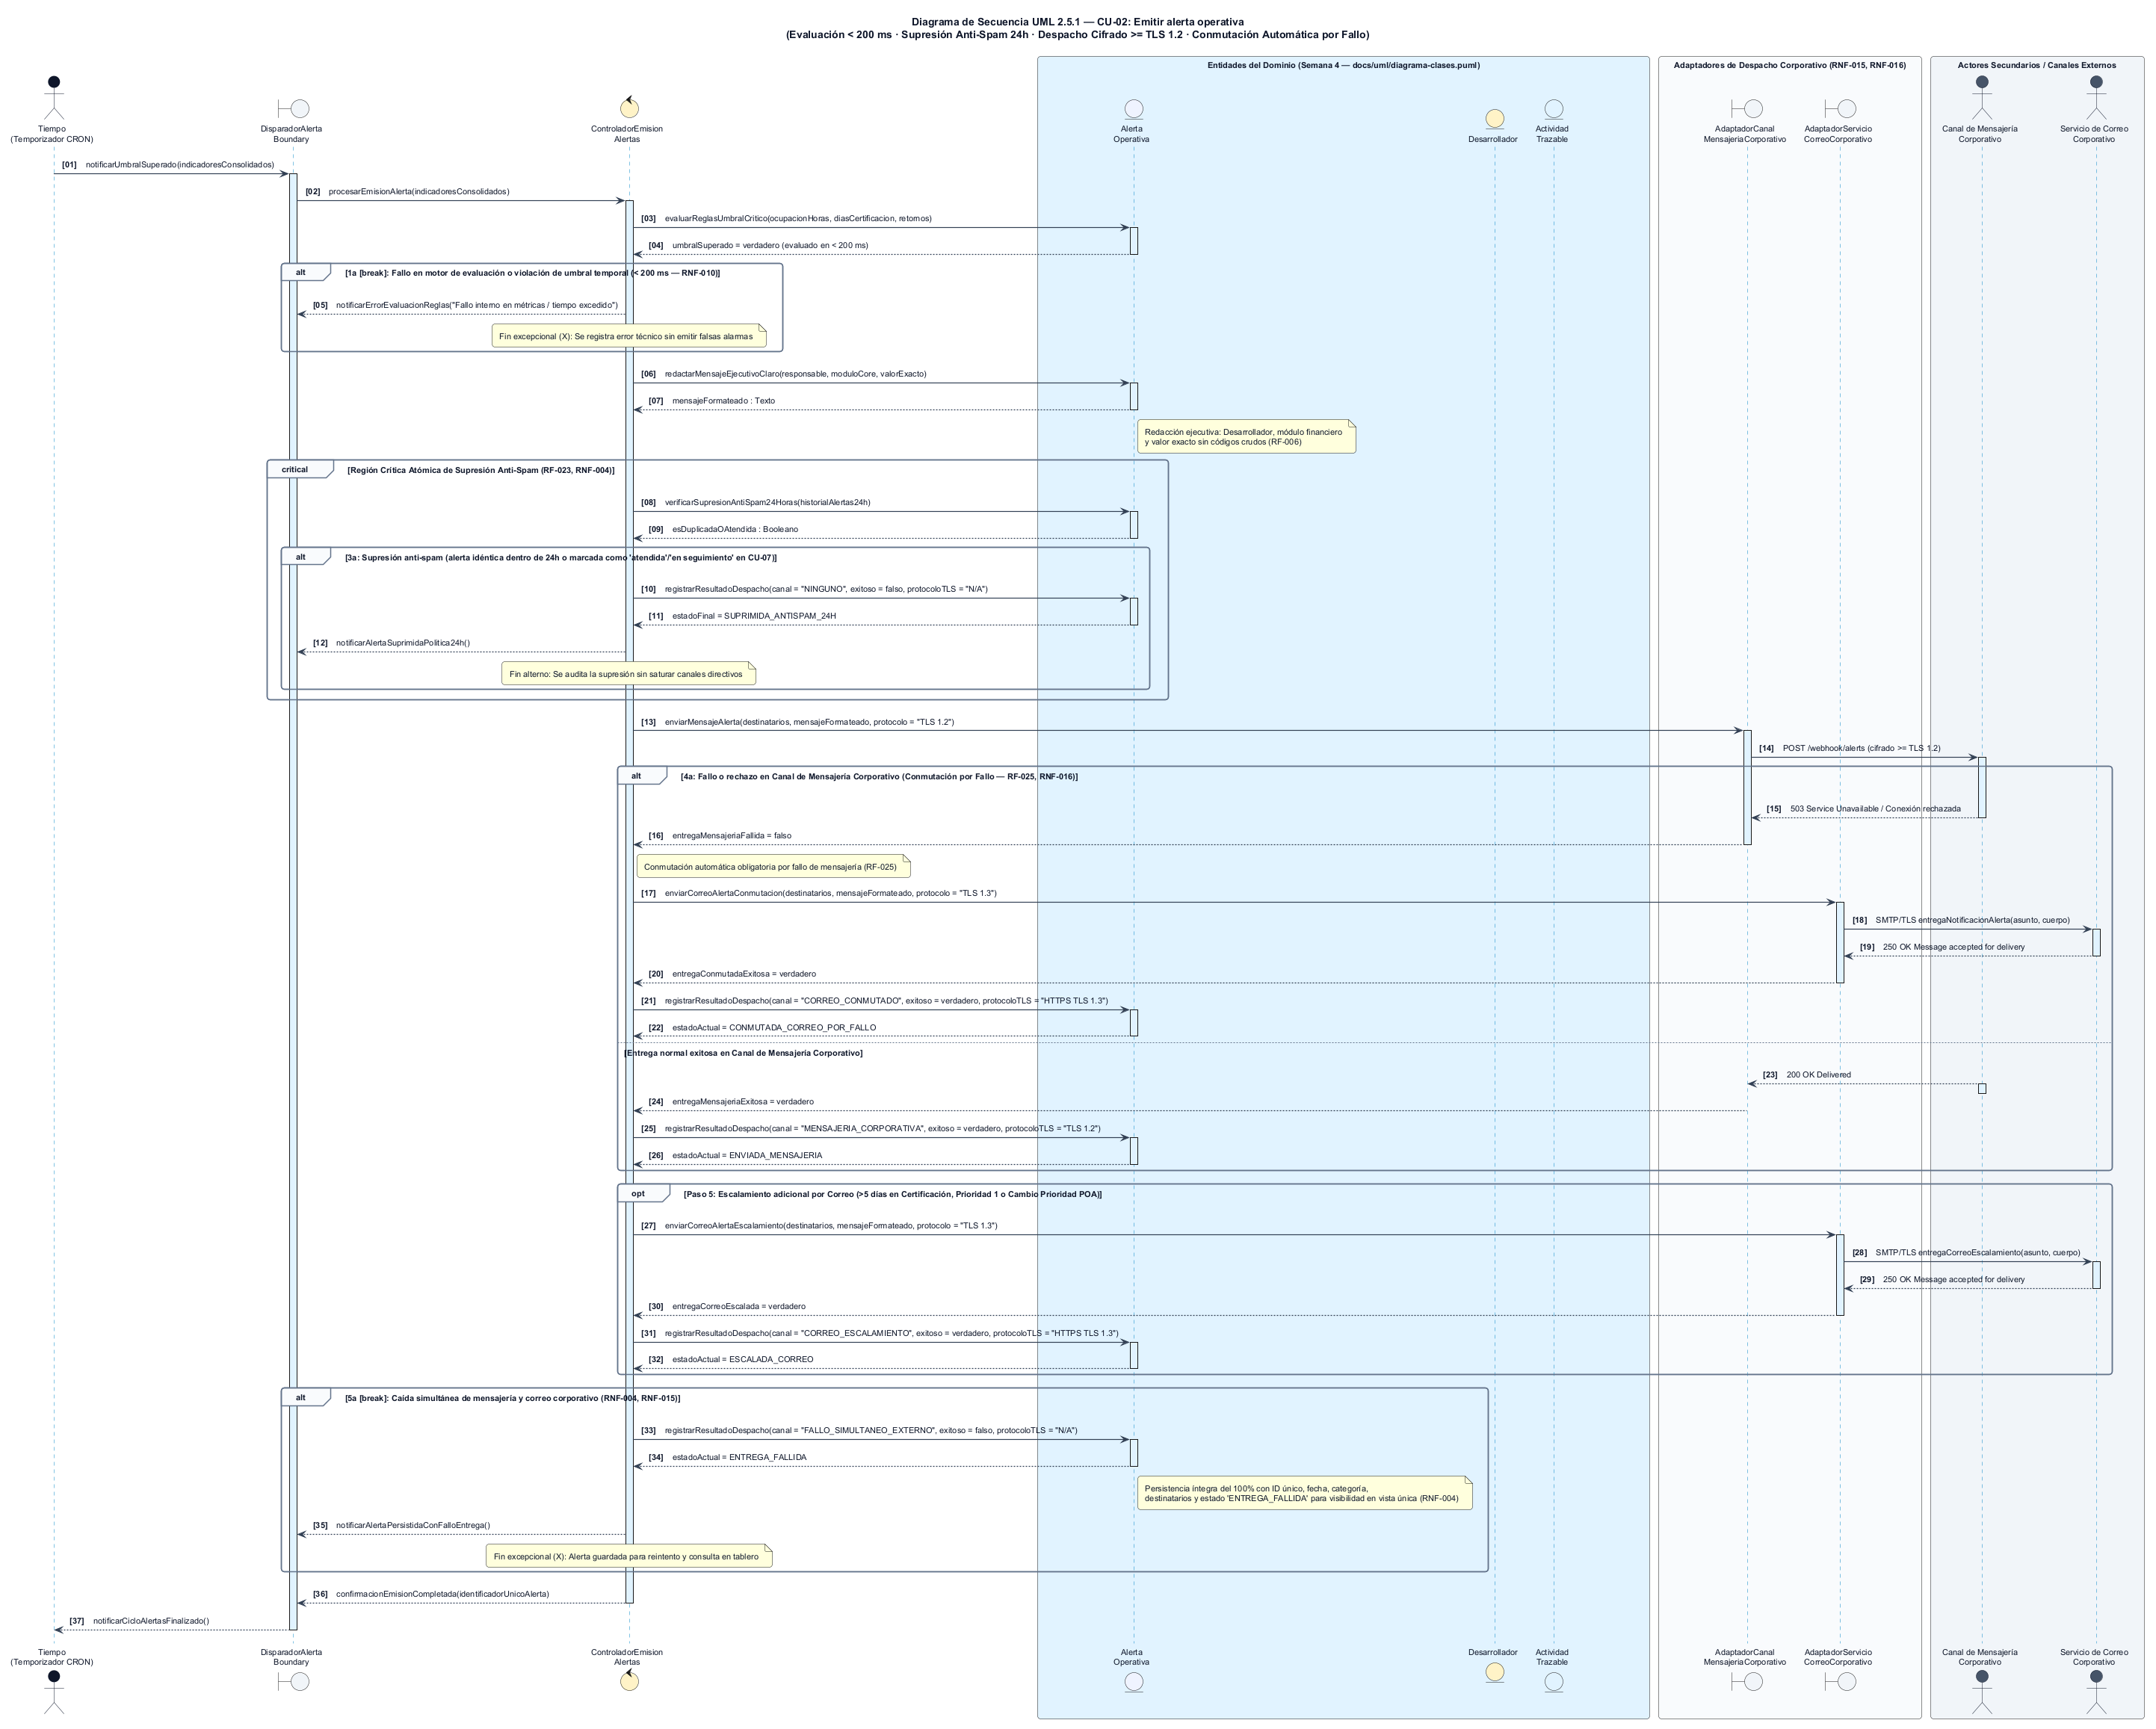 Diagrama de Secuencia UML 2.5.1 — CU-02: Emitir alerta operativa
(Evaluación < 200 ms · Supresión Anti-Spam 24h · Despacho Cifrado >= TLS 1.2 · Conmutación Automática por Fallo)
Entidades del Dominio (Semana 4 — docs/uml/diagrama-clases.puml)
Adaptadores de Despacho Corporativo (RNF-015, RNF-016)
Actores Secundarios / Canales Externos
Tiempo
(Temporizador CRON)
DisparadorAlerta
Boundary
ControladorEmision
Alertas
Alerta
Operativa
Desarrollador
Actividad
Trazable
AdaptadorCanal
MensajeriaCorporativo
AdaptadorServicio
CorreoCorporativo
Canal de Mensajería
Corporativo
Servicio de Correo
Corporativo
[01] notificarUmbralSuperado(indicadoresConsolidados)
[02] procesarEmisionAlerta(indicadoresConsolidados)
[03] evaluarReglasUmbralCritico(ocupacionHoras, diasCertificacion, retornos)
[04] umbralSuperado = verdadero (evaluado en < 200 ms)
alt [1a [break]: Fallo en motor de evaluación o violación de umbral temporal (< 200 ms — RNF-010)]
[05] notificarErrorEvaluacionReglas("Fallo interno en métricas / tiempo excedido")
Fin excepcional (X): Se registra error técnico sin emitir falsas alarmas
[06] redactarMensajeEjecutivoClaro(responsable, moduloCore, valorExacto)
[07] mensajeFormateado : Texto
Redacción ejecutiva: Desarrollador, módulo financiero
y valor exacto sin códigos crudos (RF-006)
critical [Región Crítica Atómica de Supresión Anti-Spam (RF-023, RNF-004)]
[08] verificarSupresionAntiSpam24Horas(historialAlertas24h)
[09] esDuplicadaOAtendida : Booleano
alt [3a: Supresión anti-spam (alerta idéntica dentro de 24h o marcada como 'atendida'/'en seguimiento' en CU-07)]
[10] registrarResultadoDespacho(canal = "NINGUNO", exitoso = falso, protocoloTLS = "N/A")
[11] estadoFinal = SUPRIMIDA_ANTISPAM_24H
[12] notificarAlertaSuprimidaPolitica24h()
Fin alterno: Se audita la supresión sin saturar canales directivos
[13] enviarMensajeAlerta(destinatarios, mensajeFormateado, protocolo = "TLS 1.2")
[14] POST /webhook/alerts (cifrado >= TLS 1.2)
alt [4a: Fallo o rechazo en Canal de Mensajería Corporativo (Conmutación por Fallo — RF-025, RNF-016)]
[15] 503 Service Unavailable / Conexión rechazada
[16] entregaMensajeriaFallida = falso
Conmutación automática obligatoria por fallo de mensajería (RF-025)
[17] enviarCorreoAlertaConmutacion(destinatarios, mensajeFormateado, protocolo = "TLS 1.3")
[18] SMTP/TLS entregaNotificaciónAlerta(asunto, cuerpo)
[19] 250 OK Message accepted for delivery
[20] entregaConmutadaExitosa = verdadero
[21] registrarResultadoDespacho(canal = "CORREO_CONMUTADO", exitoso = verdadero, protocoloTLS = "HTTPS TLS 1.3")
[22] estadoActual = CONMUTADA_CORREO_POR_FALLO
[Entrega normal exitosa en Canal de Mensajería Corporativo]
[23] 200 OK Delivered
[24] entregaMensajeriaExitosa = verdadero
[25] registrarResultadoDespacho(canal = "MENSAJERIA_CORPORATIVA", exitoso = verdadero, protocoloTLS = "TLS 1.2")
[26] estadoActual = ENVIADA_MENSAJERIA
opt [Paso 5: Escalamiento adicional por Correo (>5 días en Certificación, Prioridad 1 o Cambio Prioridad POA)]
[27] enviarCorreoAlertaEscalamiento(destinatarios, mensajeFormateado, protocolo = "TLS 1.3")
[28] SMTP/TLS entregaCorreoEscalamiento(asunto, cuerpo)
[29] 250 OK Message accepted for delivery
[30] entregaCorreoEscalada = verdadero
[31] registrarResultadoDespacho(canal = "CORREO_ESCALAMIENTO", exitoso = verdadero, protocoloTLS = "HTTPS TLS 1.3")
[32] estadoActual = ESCALADA_CORREO
alt [5a [break]: Caída simultánea de mensajería y correo corporativo (RNF-004, RNF-015)]
[33] registrarResultadoDespacho(canal = "FALLO_SIMULTANEO_EXTERNO", exitoso = falso, protocoloTLS = "N/A")
[34] estadoActual = ENTREGA_FALLIDA
Persistencia íntegra del 100% con ID único, fecha, categoría,
destinatarios y estado 'ENTREGA_FALLIDA' para visibilidad en vista única (RNF-004)
[35] notificarAlertaPersistidaConFalloEntrega()
Fin excepcional (X): Alerta guardada para reintento y consulta en tablero
[36] confirmacionEmisionCompletada(identificadorUnicoAlerta)
[37] notificarCicloAlertasFinalizado()
Tiempo
(Temporizador CRON)
DisparadorAlerta
Boundary
ControladorEmision
Alertas
Alerta
Operativa
Desarrollador
Actividad
Trazable
AdaptadorCanal
MensajeriaCorporativo
AdaptadorServicio
CorreoCorporativo
Canal de Mensajería
Corporativo
Servicio de Correo
Corporativo